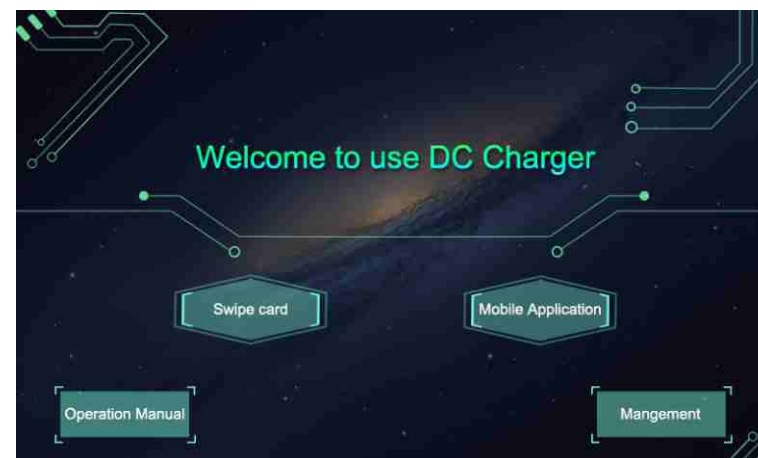 Welcome to use DC Charger
Swipe card
Mobile Application
Operation Manual
Mangement